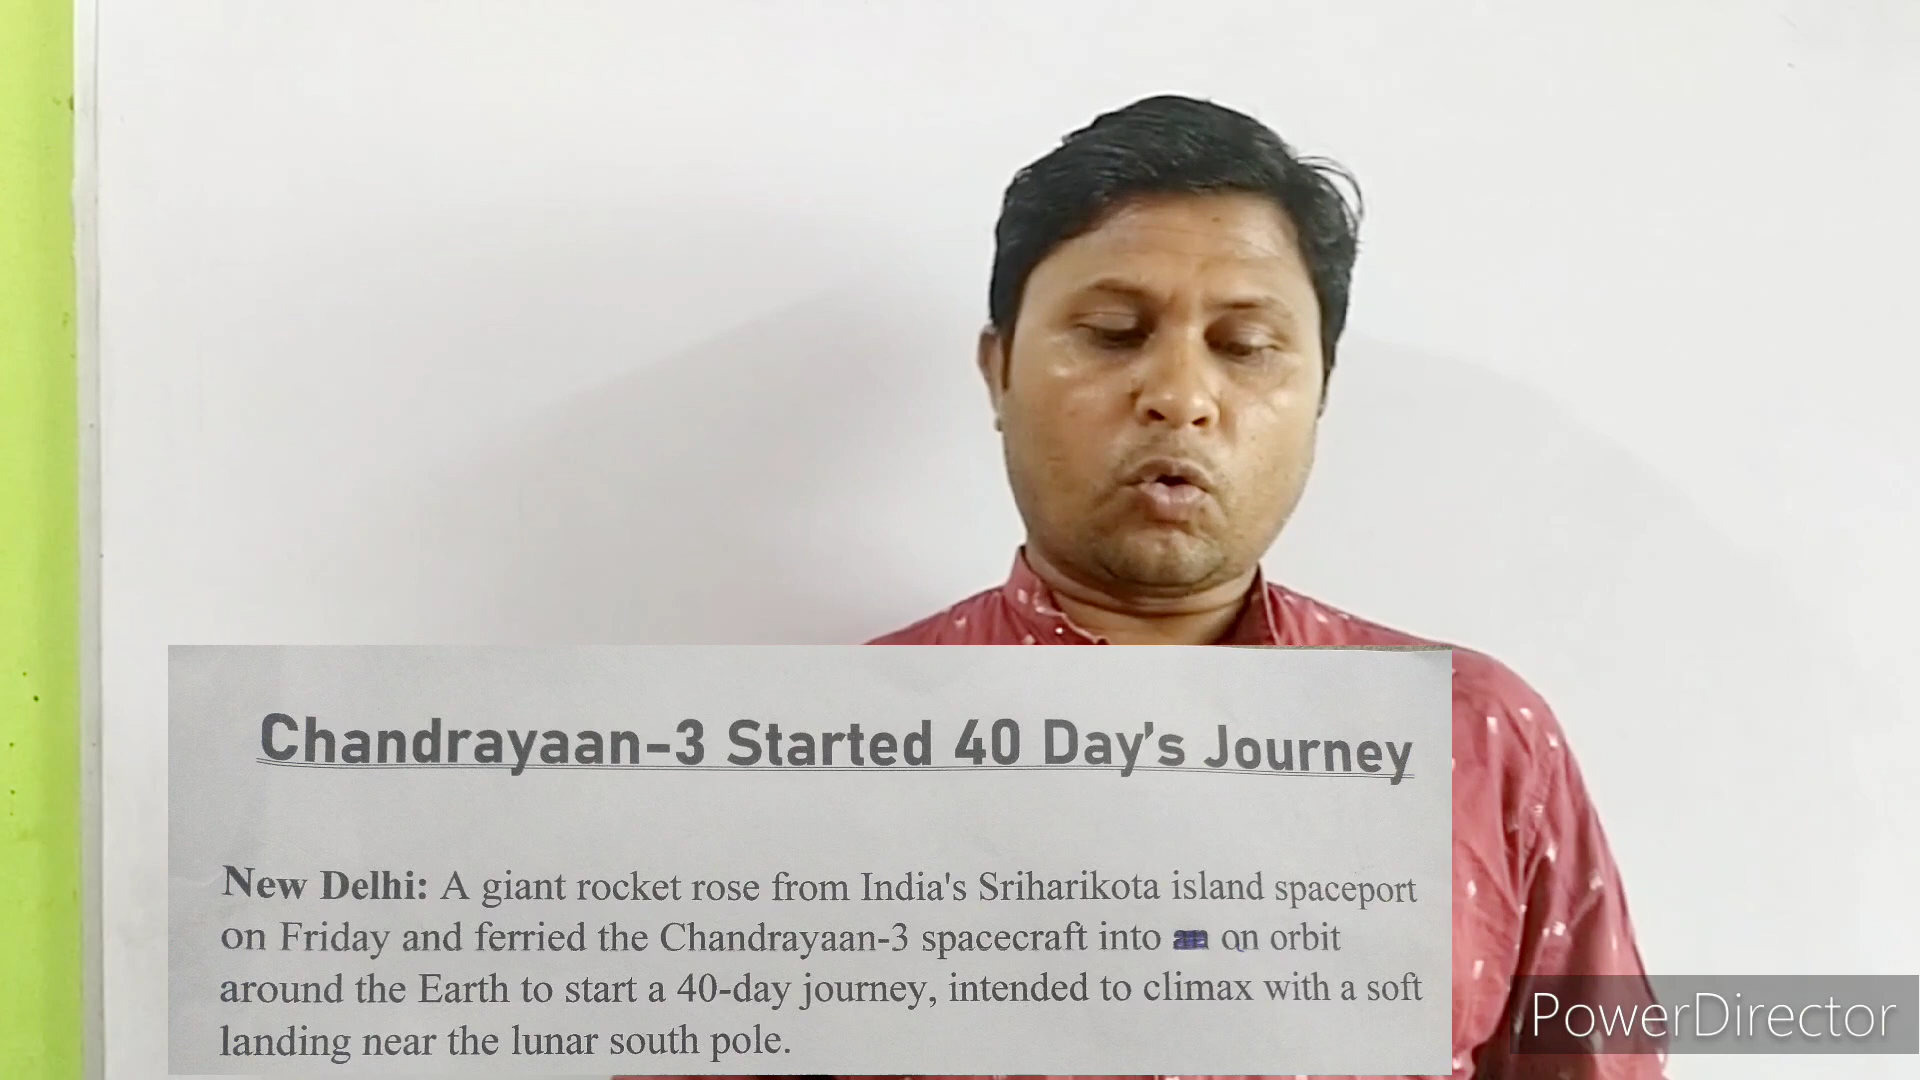 Chandrayaan-3 Started 40 Day's Journey
New Delhi: A giant rocket rose from India's Sriharikota island spaceport
on Friday and ferried the Chandrayaan-3 spacecraft into on orbit
around the Earth to start a 40-day journey, intended to climax with a soft
landing near the lunar south pole.
PowerDirector